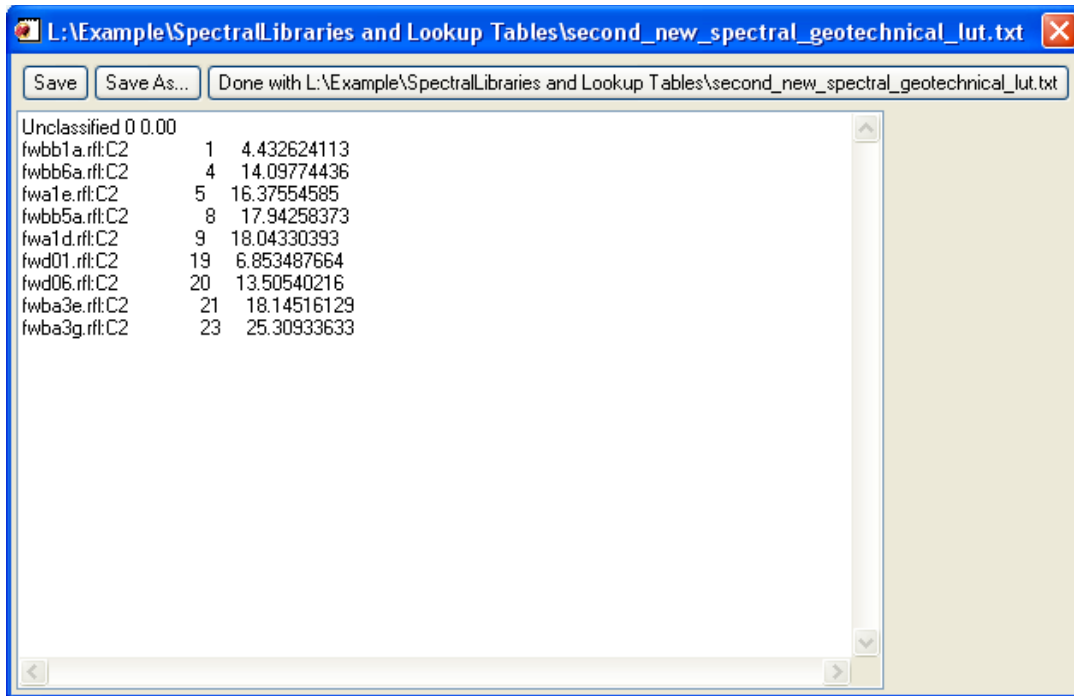 L:\Example\SpectralLibraries and Lookup Tables\second_new_spectral_geotechnical_lut.txt
Save Save As... Done with L:\Example\SpectralLibraries and Lookup Tables\second_new_spectral_geotechnical_lut.txt
Unclassified 0 0.00
fwbb1a.rfl:C2 1 4.432624113
fwbb6a.rfl:C2 4 14.09774436
fwa1e.rfl:C2 5 16.37554585
fwbb5a.rfl:C2 8 17.94258373
fwa1d.rfl:C2 9 18.04330393
fwd01.rfl:C2 19 6.853487664
fwd06.rfl:C2 20 13.50540216
fwba3e.rfl:C2 21 18.14516129
fwba3g.rfl:C2 23 25.30933633